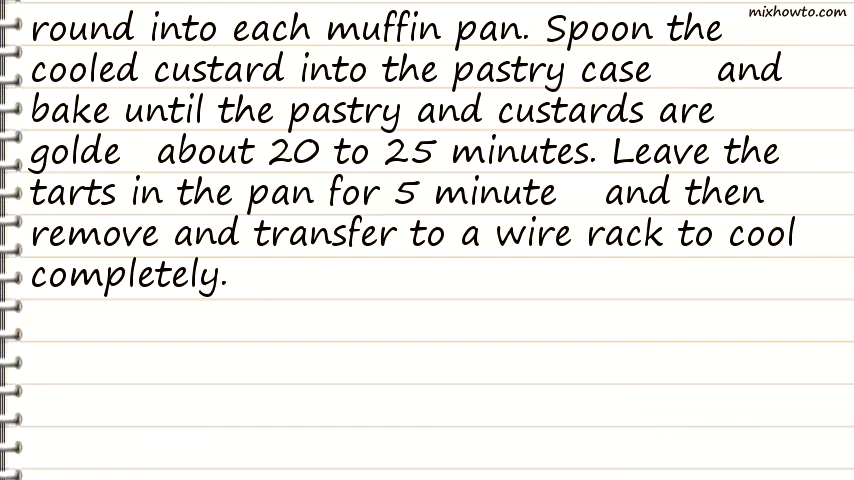 mixhowto.com
round into each muffin pan. Spoon the
cooled custard into the pastry case and
bake until the pastry and custards are
golde about 20 to 25 minutes. Leave the
tarts in the pan for 5 minute and then
remove and transfer to a wire rack to cool
completely.